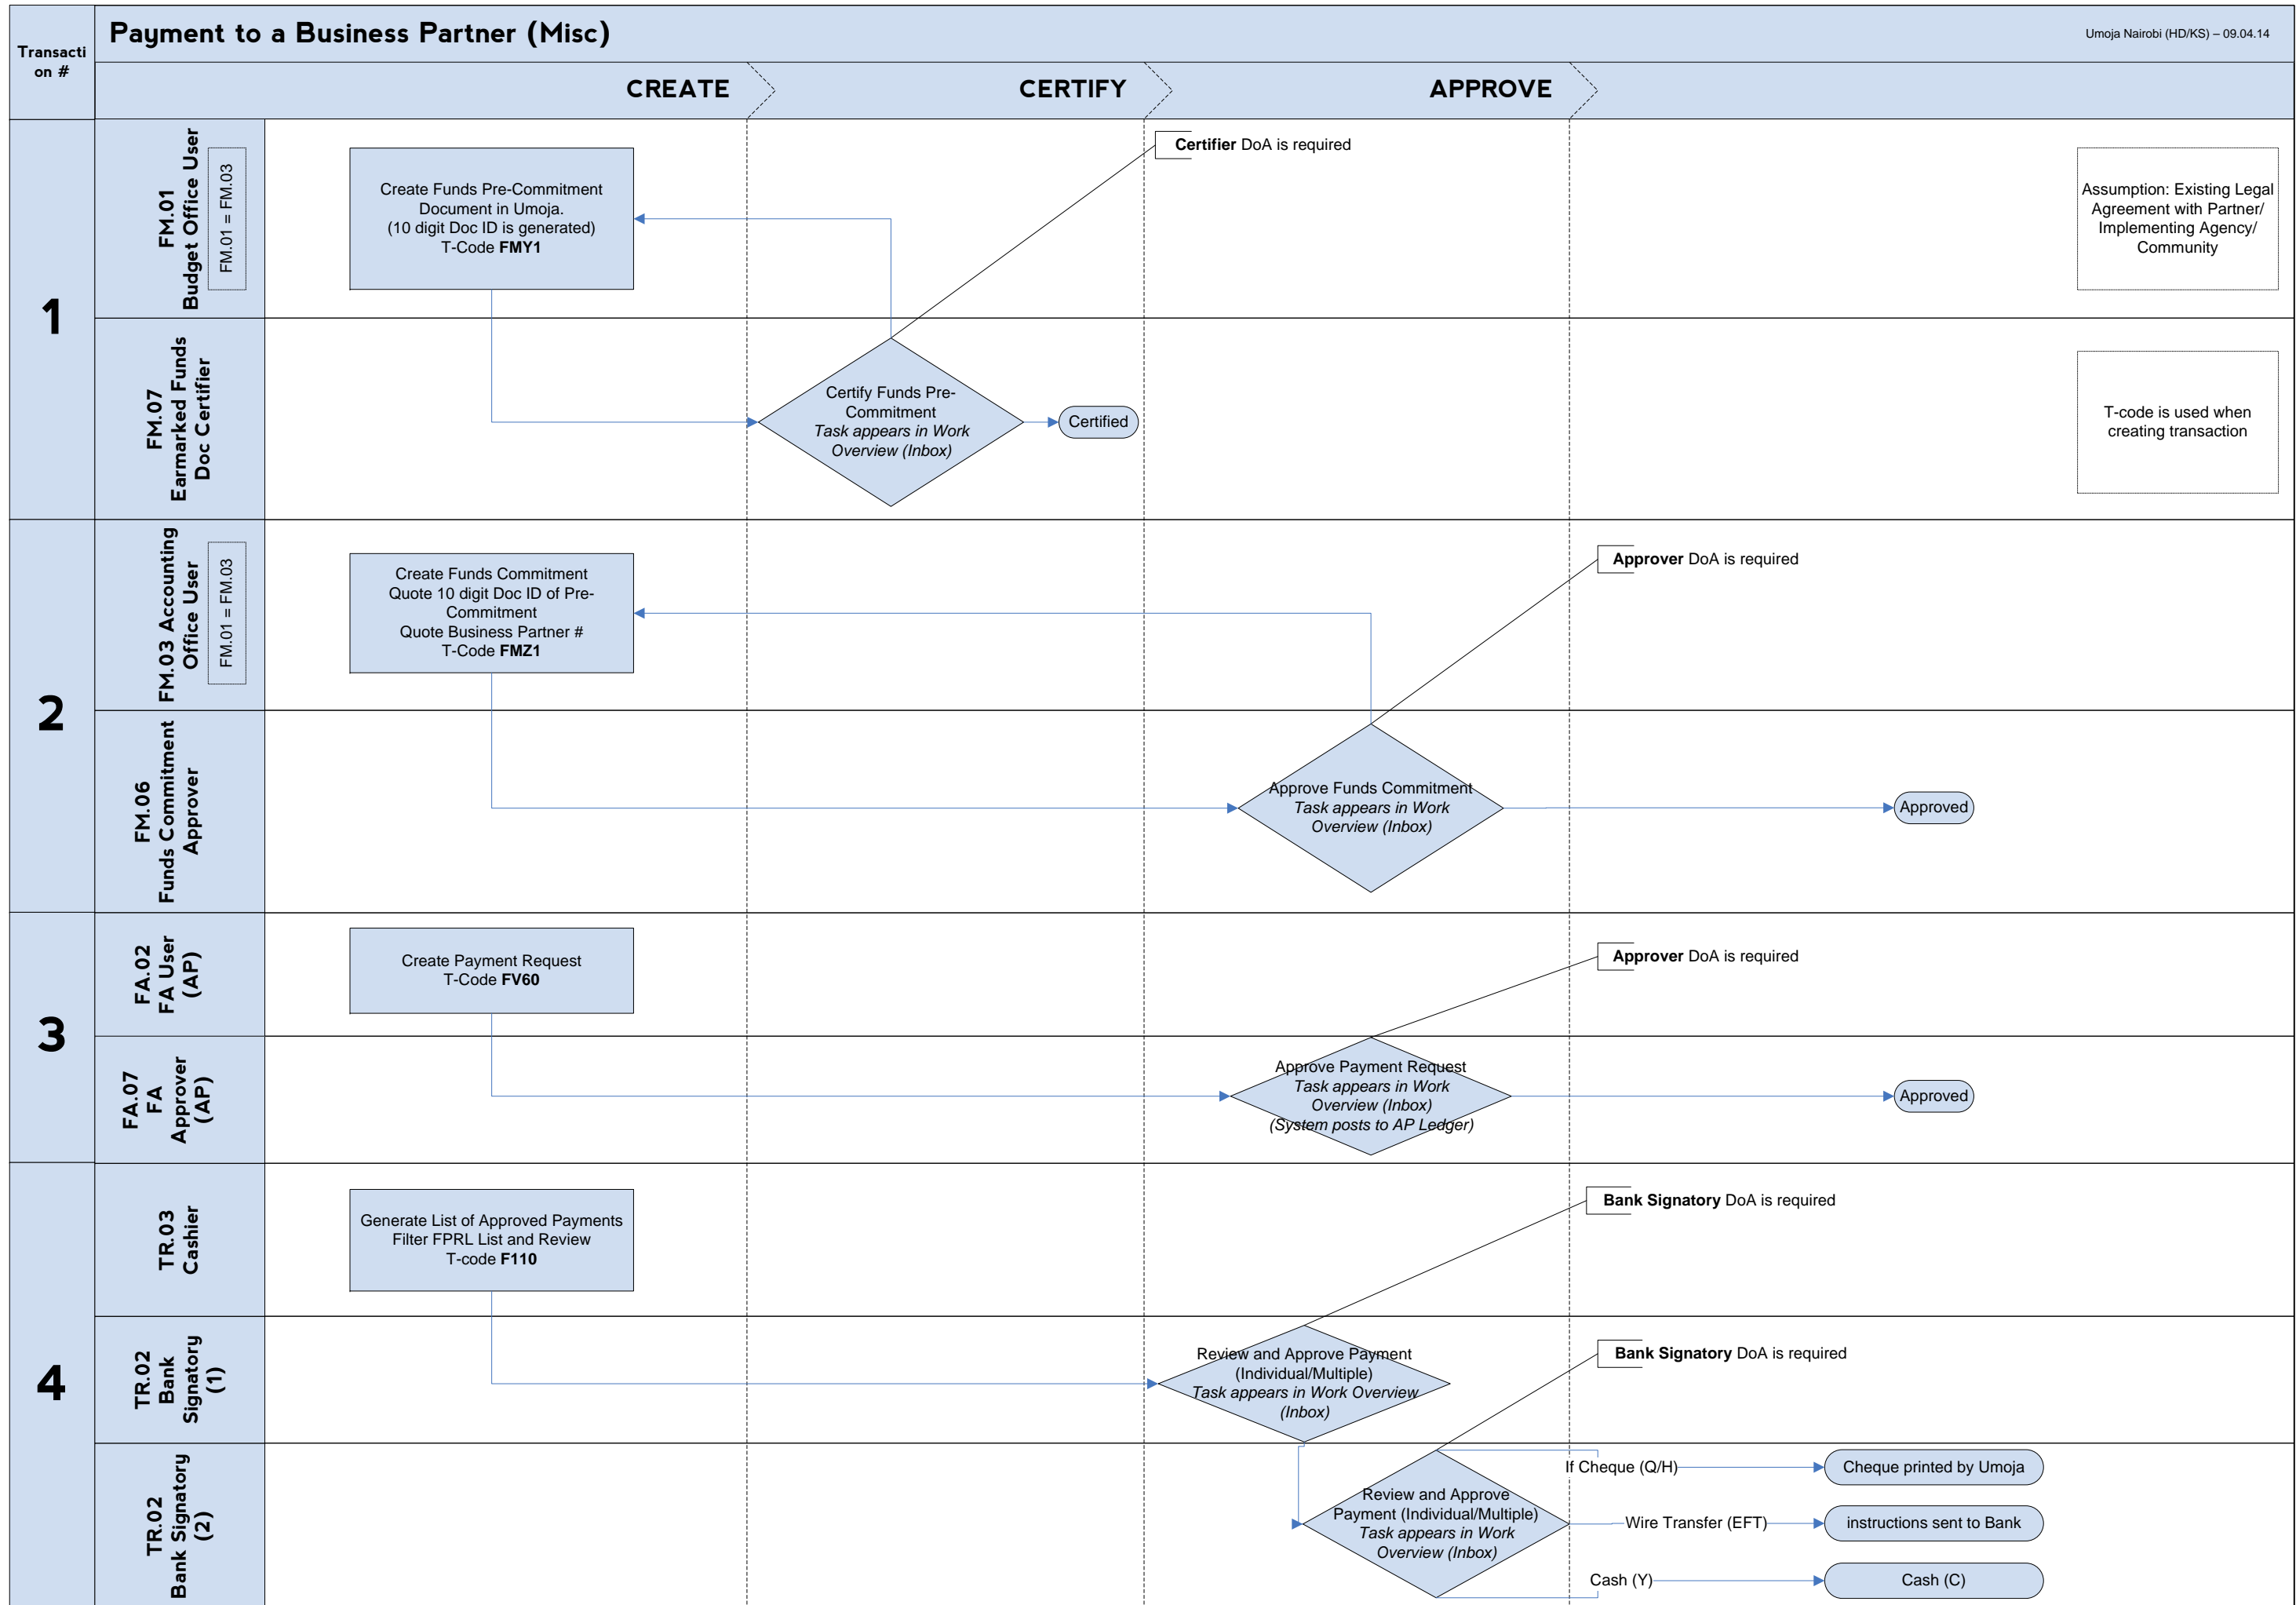 Transacti
on #
Payment to a Business Partner (Misc)
Umoja Nairobi (HD/KS) – 09.04.14
CREATE
CERTIFY
APPROVE
1
FM.01
Budget Office User
FM.01 = FM.03
Create Funds Pre-Commitment
Document in Umoja.
(10 digit Doc ID is generated)
T-Code FMY1
Certifier DoA is required
Assumption: Existing Legal
Agreement with Partner/
Implementing Agency/
Community
FM.07
Earmarked Funds
Doc Certifier
Certify Funds Pre-
Commitment
Task appears in Work
Overview (Inbox)
Certified
T-code is used when
creating transaction
2
FM.03 Accounting
Office User
FM.01 = FM.03
Create Funds Commitment
Quote 10 digit Doc ID of Pre-
Commitment
Quote Business Partner #
T-Code FMZ1
Approver DoA is required
FM.06
Funds Commitment
Approver
Approve Funds Commitment
Task appears in Work
Overview (Inbox)
Approved
3
FA.02
FA User
(AP)
Create Payment Request
T-Code FV60
Approver DoA is required
FA.07
FA
Approver
(AP)
Approve Payment Request
Task appears in Work
Overview (Inbox)
(System posts to AP Ledger)
Approved
4
TR.03
Cashier
Generate List of Approved Payments
Filter FPRL List and Review
T-code F110
Bank Signatory DoA is required
TR.02
Bank
Signatory
(1)
Review and Approve Payment
(Individual/Multiple)
Task appears in Work Overview
(Inbox)
Bank Signatory DoA is required
TR.02
Bank Signatory
(2)
Review and Approve
Payment (Individual/Multiple)
Task appears in Work
Overview (Inbox)
If Cheque (Q/H)
Cheque printed by Umoja
Wire Transfer (EFT)
instructions sent to Bank
Cash (Y)
Cash (C)